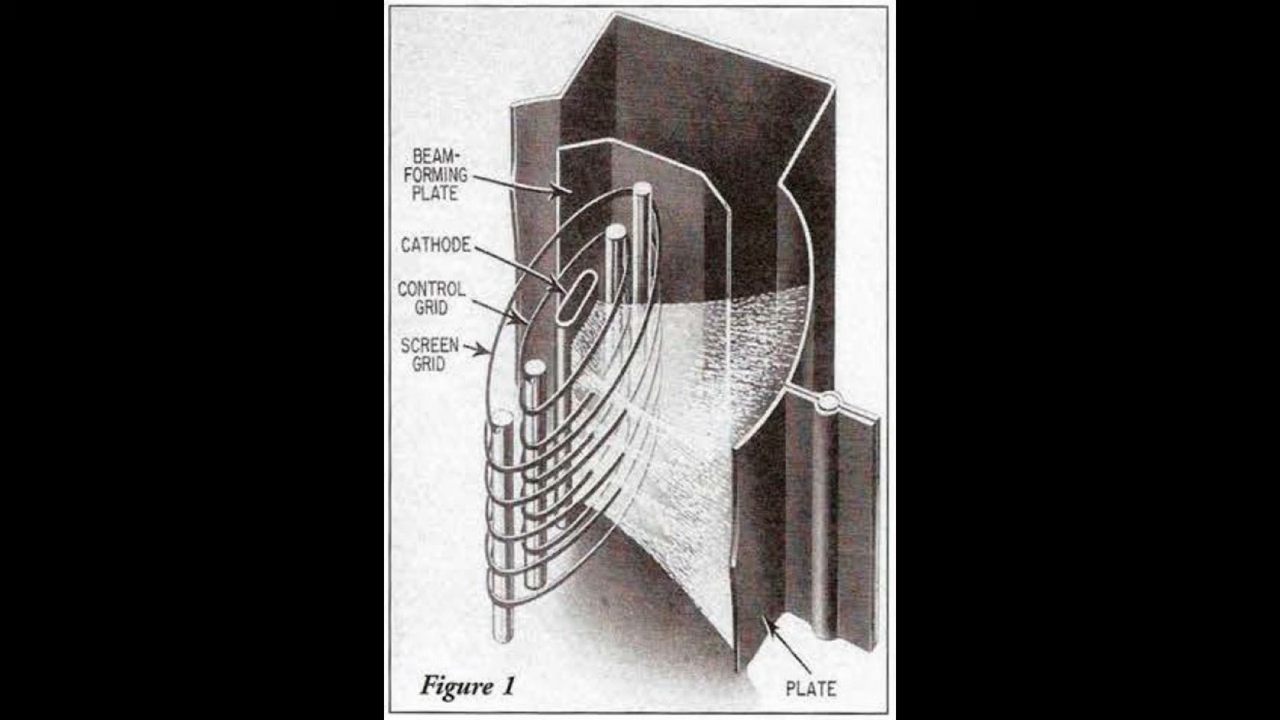 BEAM-
FORMING
PLATE
CATHODE
CONTROL
GRID
SCREEN
GRID
PLATE
Figure 1